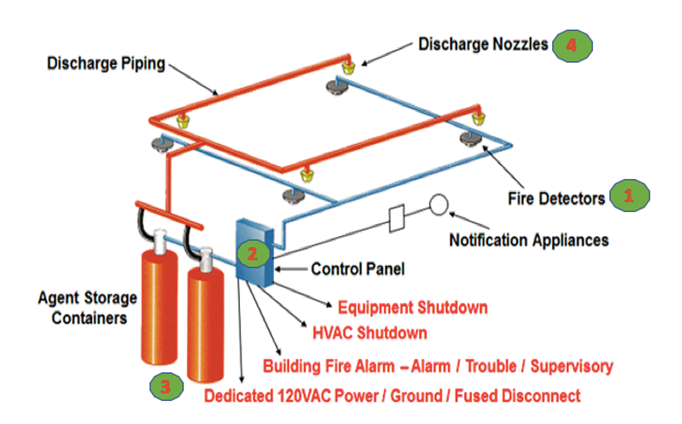 Discharge Nozzles 4
Discharge Piping
Fire Detectors 1
Notification Appliances
2
Control Panel
Agent Storage
Containers
Equipment Shutdown
HVAC Shutdown
Building Fire Alarm – Alarm / Trouble / Supervisory
3
Dedicated 120VAC Power / Ground / Fused Disconnect